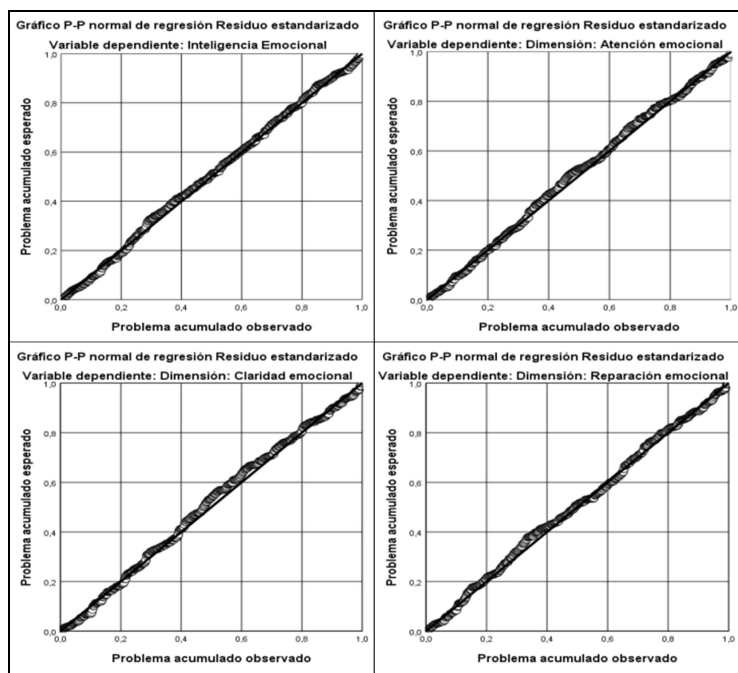 Gráfico P-P normal de regresión Residuo estandarizado
Variable dependiente: Inteligencia Emocional
Problema acumulado esperado
1,0
0,8
0,6
0,4
0,2
0,0
0,0 0,2 0,4 0,6 0,8 1,0
Problema acumulado observado
Gráfico P-P normal de regresión Residuo estandarizado
Variable dependiente: Dimensión: Atención emocional
Problema acumulado esperado
1,0
0,8
0,6
0,4
0,2
0,0
0,0 0,2 0,4 0,6 0,8 1,0
Problema acumulado observado
Gráfico P-P normal de regresión Residuo estandarizado
Variable dependiente: Dimensión: Claridad emocional
Problema acumulado esperado
1,0
0,8
0,6
0,4
0,2
0,0
0,0 0,2 0,4 0,6 0,8 1,0
Problema acumulado observado
Gráfico P-P normal de regresión Residuo estandarizado
Variable dependiente: Dimensión: Reparación emocional
Problema acumulado esperado
1,0
0,8
0,6
0,4
0,2
0,0
0,0 0,2 0,4 0,6 0,8 1,0
Problema acumulado observado